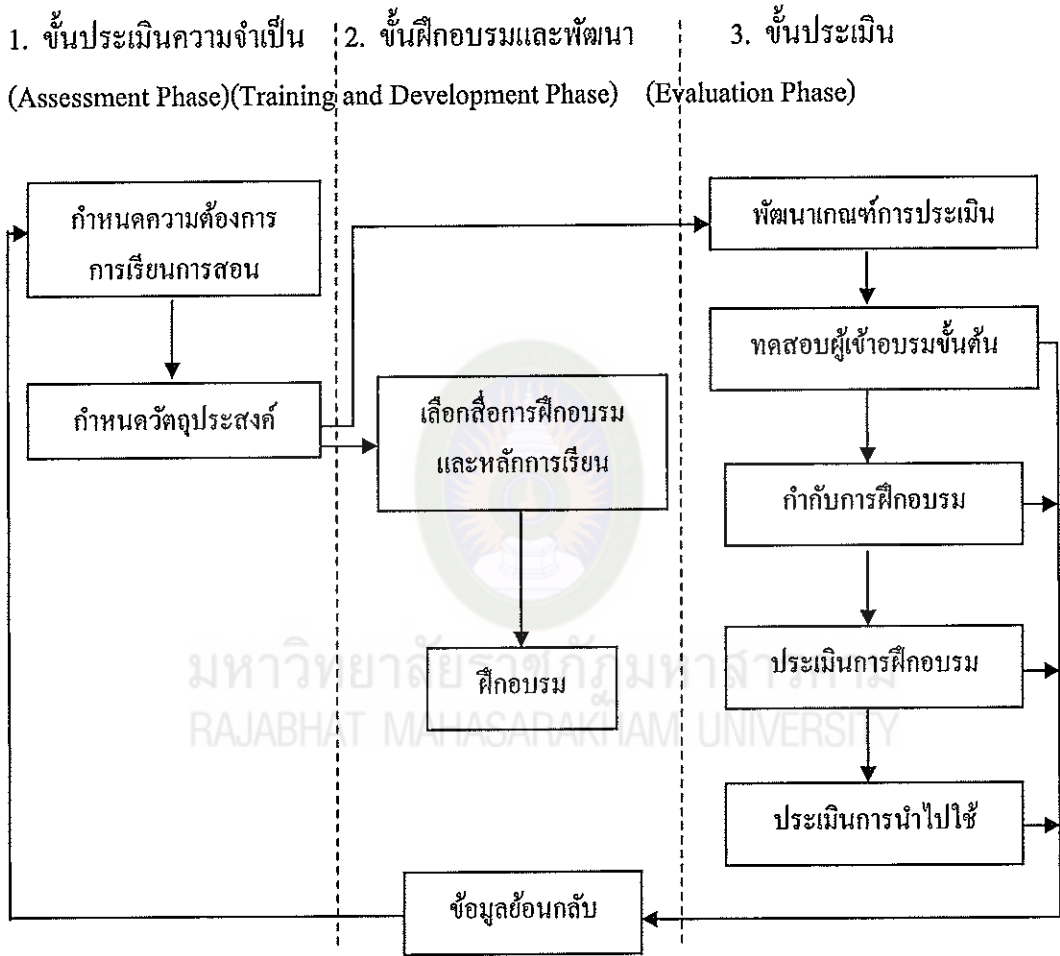 1. ขั้นประเมินความจำเป็น
2. ขั้นฝึกอบรมและพัฒนา
3. ขั้นประเมิน
(Assessment Phase)(Training and Development Phase)
(Evaluation Phase)
กำหนดความต้องการ
การเรียนการสอน
กำหนดวัตถุประสงค์
เลือกสื่อการฝึกอบรม
และหลักการเรียน
ฝึกอบรม
พัฒนาเกณฑ์การประเมิน
ทดสอบผู้เข้าอบรมขั้นต้น
กำกับการฝึกอบรม
ประเมินการฝึกอบรม
ประเมินการนำไปใช้
ข้อมูลย้อนกลับ
มหาวิทยาลัยราชภัฏมหาสารคาม
RAJABHAT MAHASARAKHAM UNIVERSITY